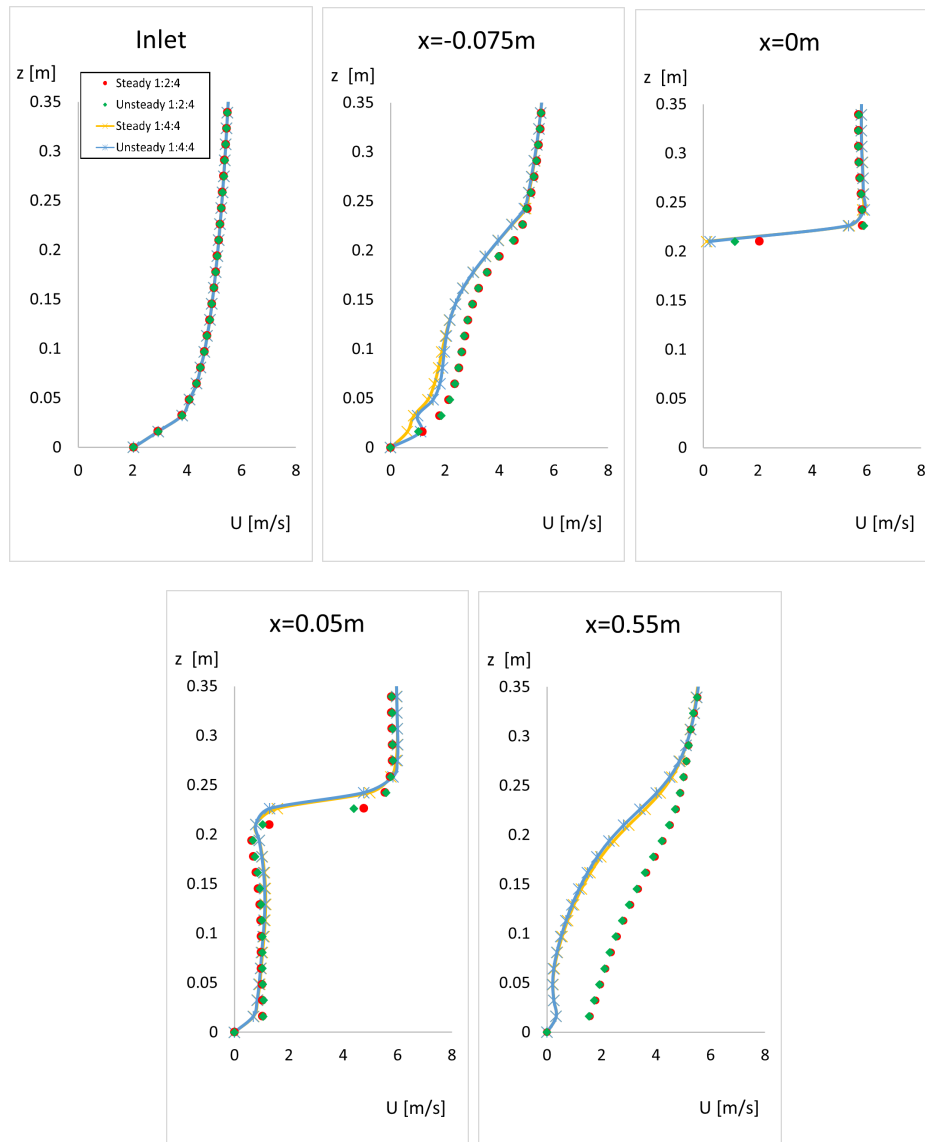 Inlet
z [m]
Steady 1:2:4
Unsteady 1:2:4
Steady 1:4:4
Unsteady 1:4:4
0.35
0.3
0.25
0.2
0.15
0.1
0.05
0
0 2 4 6 8
U [m/s]
x=-0.075m
z [m]
0.35
0.3
0.25
0.2
0.15
0.1
0.05
0
0 2 4 6 8
U [m/s]
x=0m
z [m]
0.35
0.3
0.25
0.2
0.15
0.1
0.05
0
0 2 4 6 8
U [m/s]
x=0.05m
z [m]
0.35
0.3
0.25
0.2
0.15
0.1
0.05
0
0 2 4 6 8
U [m/s]
x=0.55m
z [m]
0.35
0.3
0.25
0.2
0.15
0.1
0.05
0
0 2 4 6 8
U [m/s]